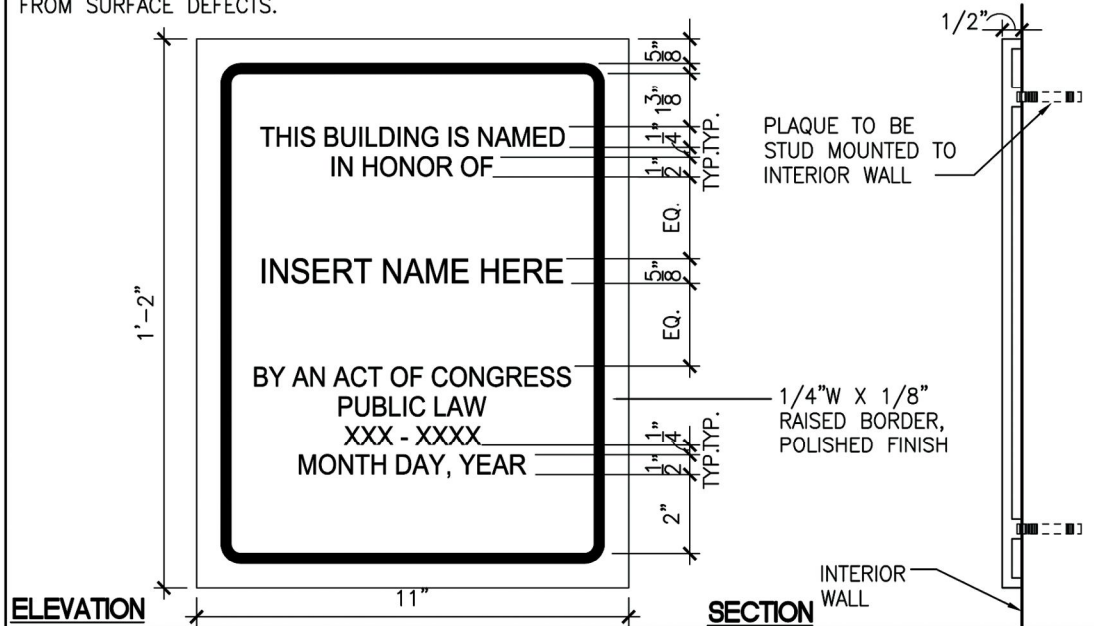 FROM SURFACE DEFECTS.
1/2"
5/8"
1 3/8"
THIS BUILDING IS NAMED
1/4" TYP.
IN HONOR OF
1/2" TYP.
PLAQUE TO BE
STUD MOUNTED TO
INTERIOR WALL
EQ.
INSERT NAME HERE
5/8"
1'-2"
EQ.
BY AN ACT OF CONGRESS
PUBLIC LAW
XXX - XXXX
MONTH DAY, YEAR
1/4" TYP.
1/2" TYP.
1/4"W X 1/8"
RAISED BORDER,
POLISHED FINISH
2"
INTERIOR
WALL
11"
ELEVATION
SECTION